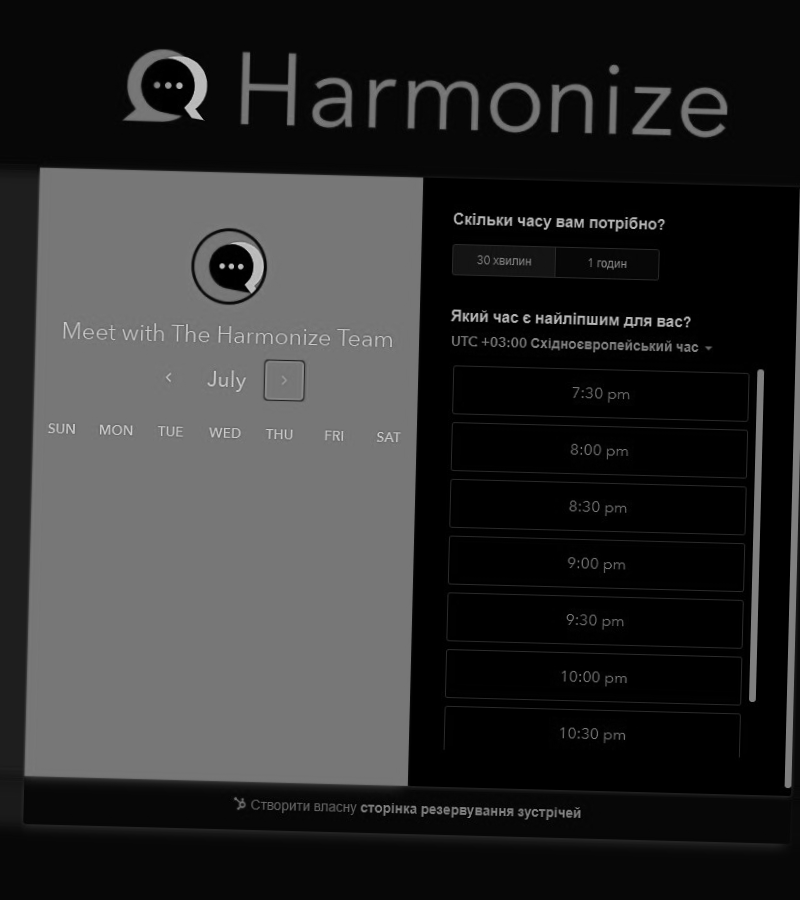 Harmonize
Meet with The Harmonize Team
July
SUN MON TUE WED THU FRI SAT
Скільки часу вам потрібно?
30 хвилин 1 годин
Який час є найліпшим для вас?
UTC +03:00 Східноєвропейський час
7:30 pm
8:00 pm
8:30 pm
9:00 pm
9:30 pm
10:00 pm
10:30 pm
Створити власну сторінка резервування зустрічей